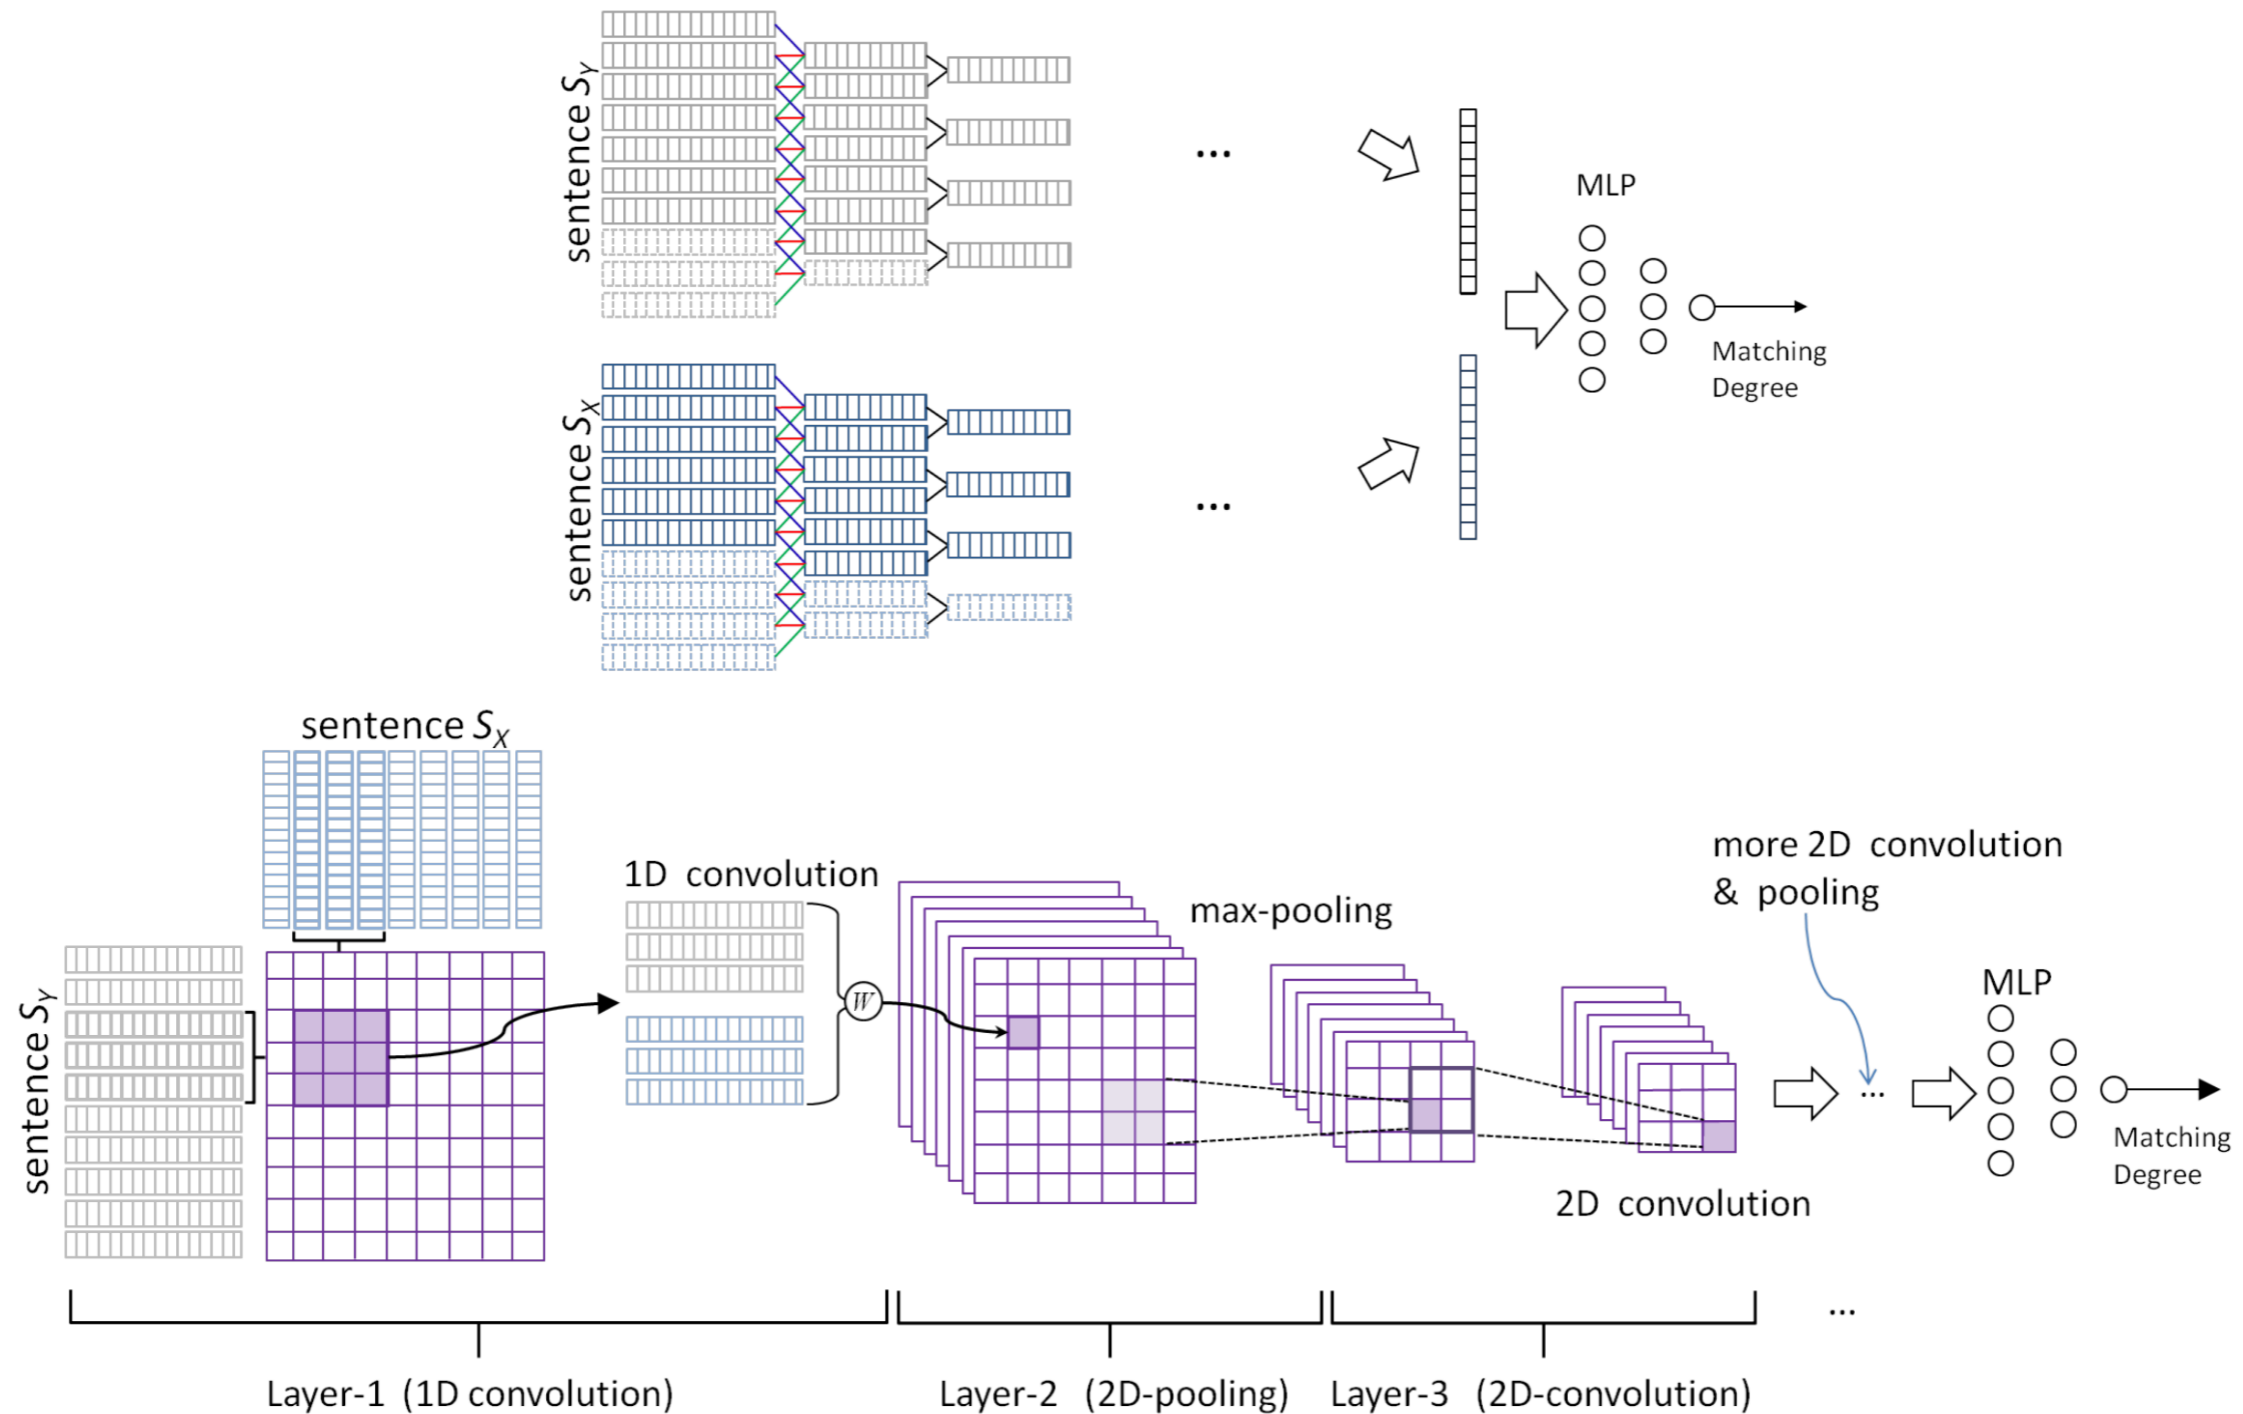 sentence S_Y
...
MLP
Matching
Degree
sentence S_X
...
sentence S_X
sentence S_Y
1D convolution
W
max-pooling
more 2D convolution
& pooling
...
MLP
Matching
Degree
2D convolution
...
Layer-1 (1D convolution)
Layer-2 (2D-pooling)
Layer-3 (2D-convolution)